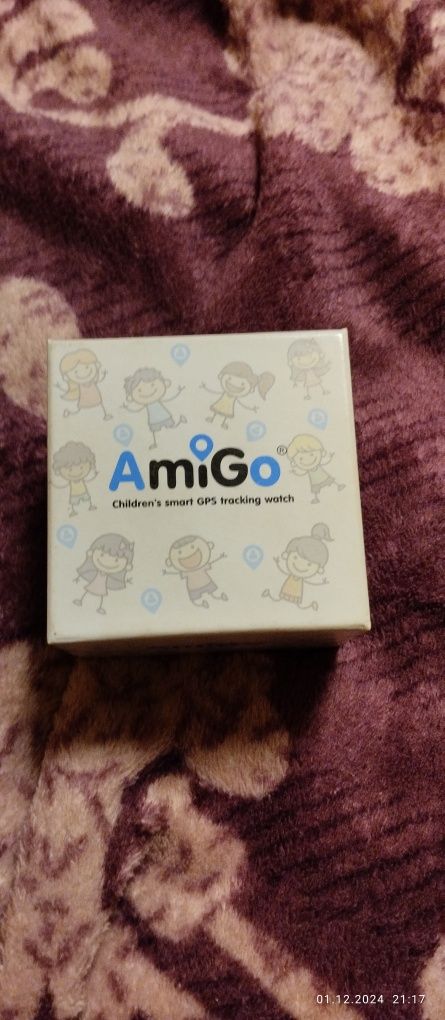 AmiGo®
Children's smart GPS tracking watch
01.12.2024 21:17